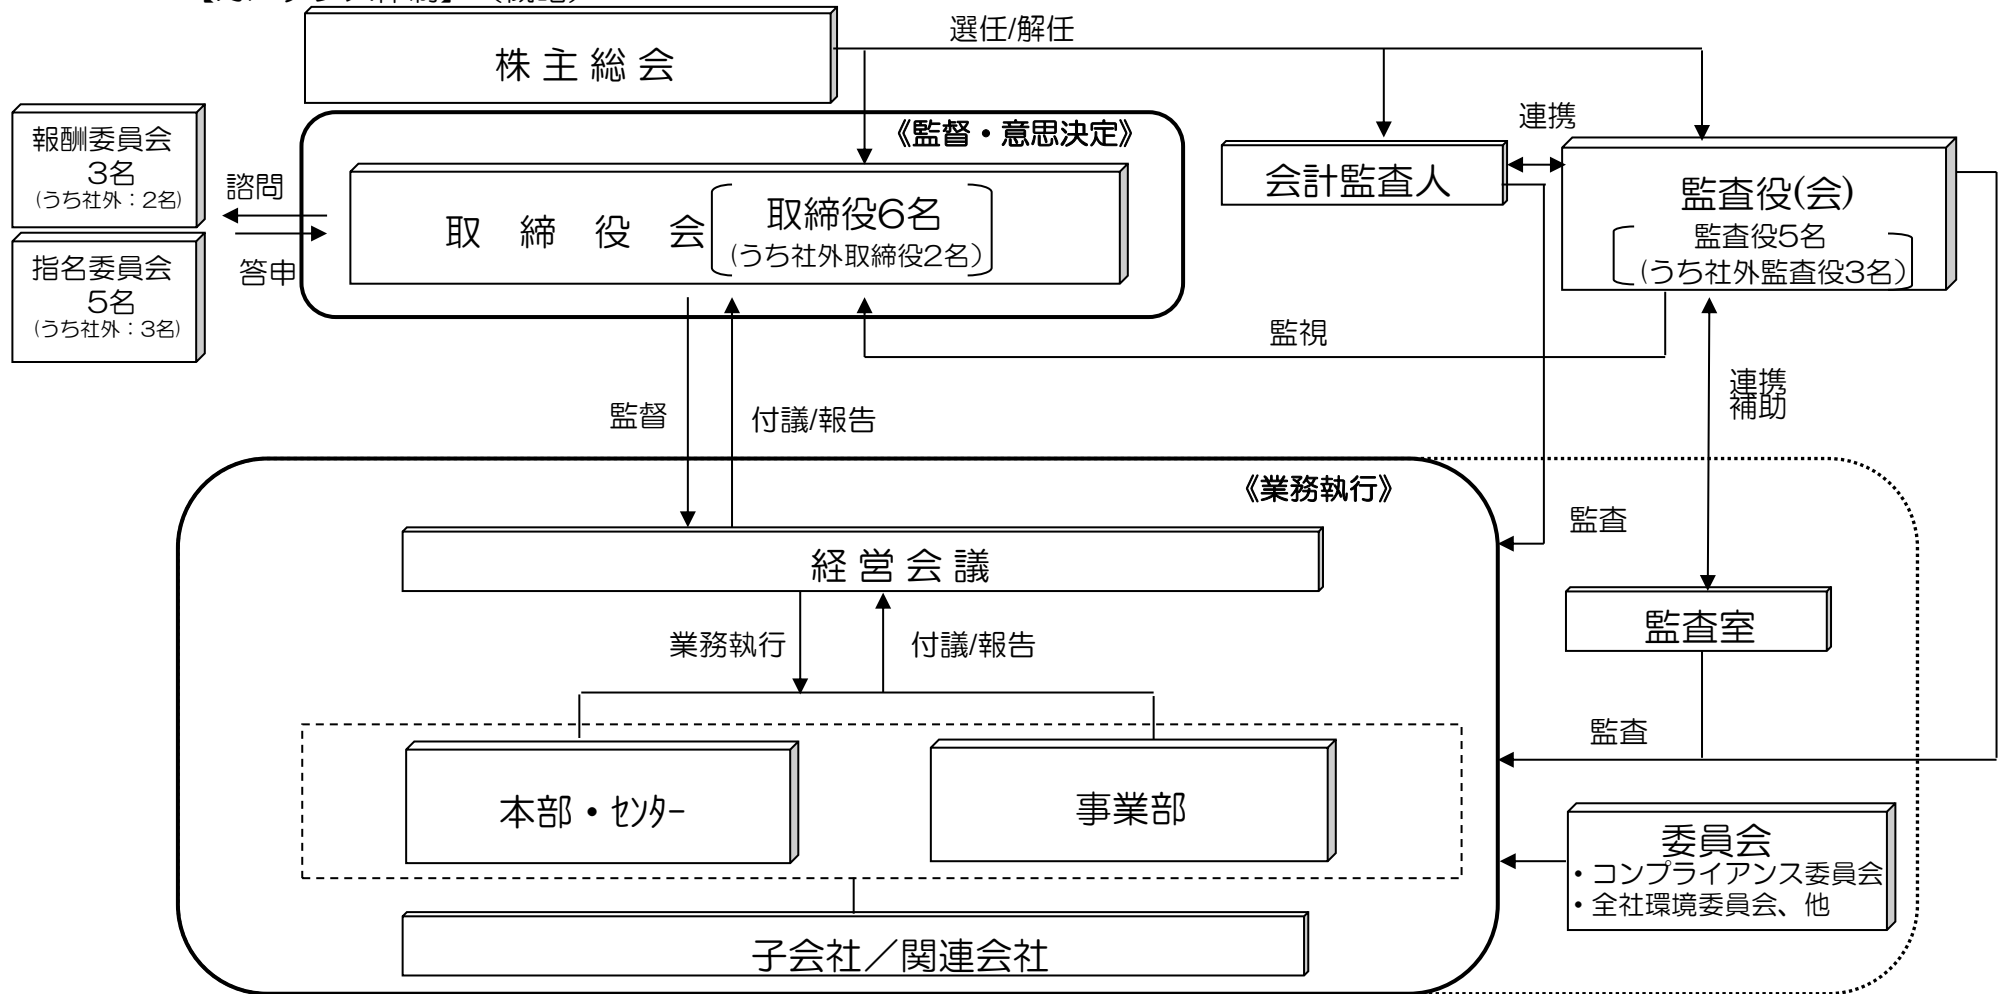 株主総会
選任/解任
報酬委員会
3名
(うち社外：2名)
指名委員会
5名
(うち社外：3名)
諮問
答申
《監督・意思決定》
取締役会
取締役6名
(うち社外取締役2名)
会計監査人
連携
監査役(会)
監査役5名
(うち社外監査役3名)
監視
監督
付議/報告
連携
補助
《業務執行》
監査
経営会議
監査室
業務執行
付議/報告
監査
本部・ｾﾝﾀｰ
事業部
委員会
・コンプライアンス委員会
・全社環境委員会、他
子会社／関連会社